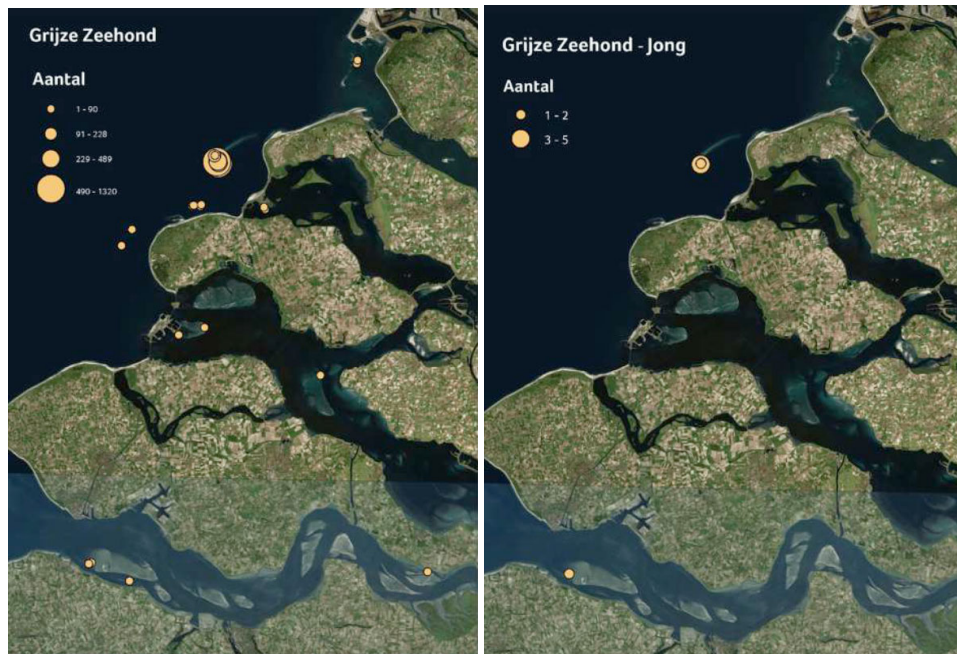 Grijze Zeehond
Aantal
1 - 90
91 - 228
229 - 489
490 - 1320
Grijze Zeehond - Jong
Aantal
1 - 2
3 - 5